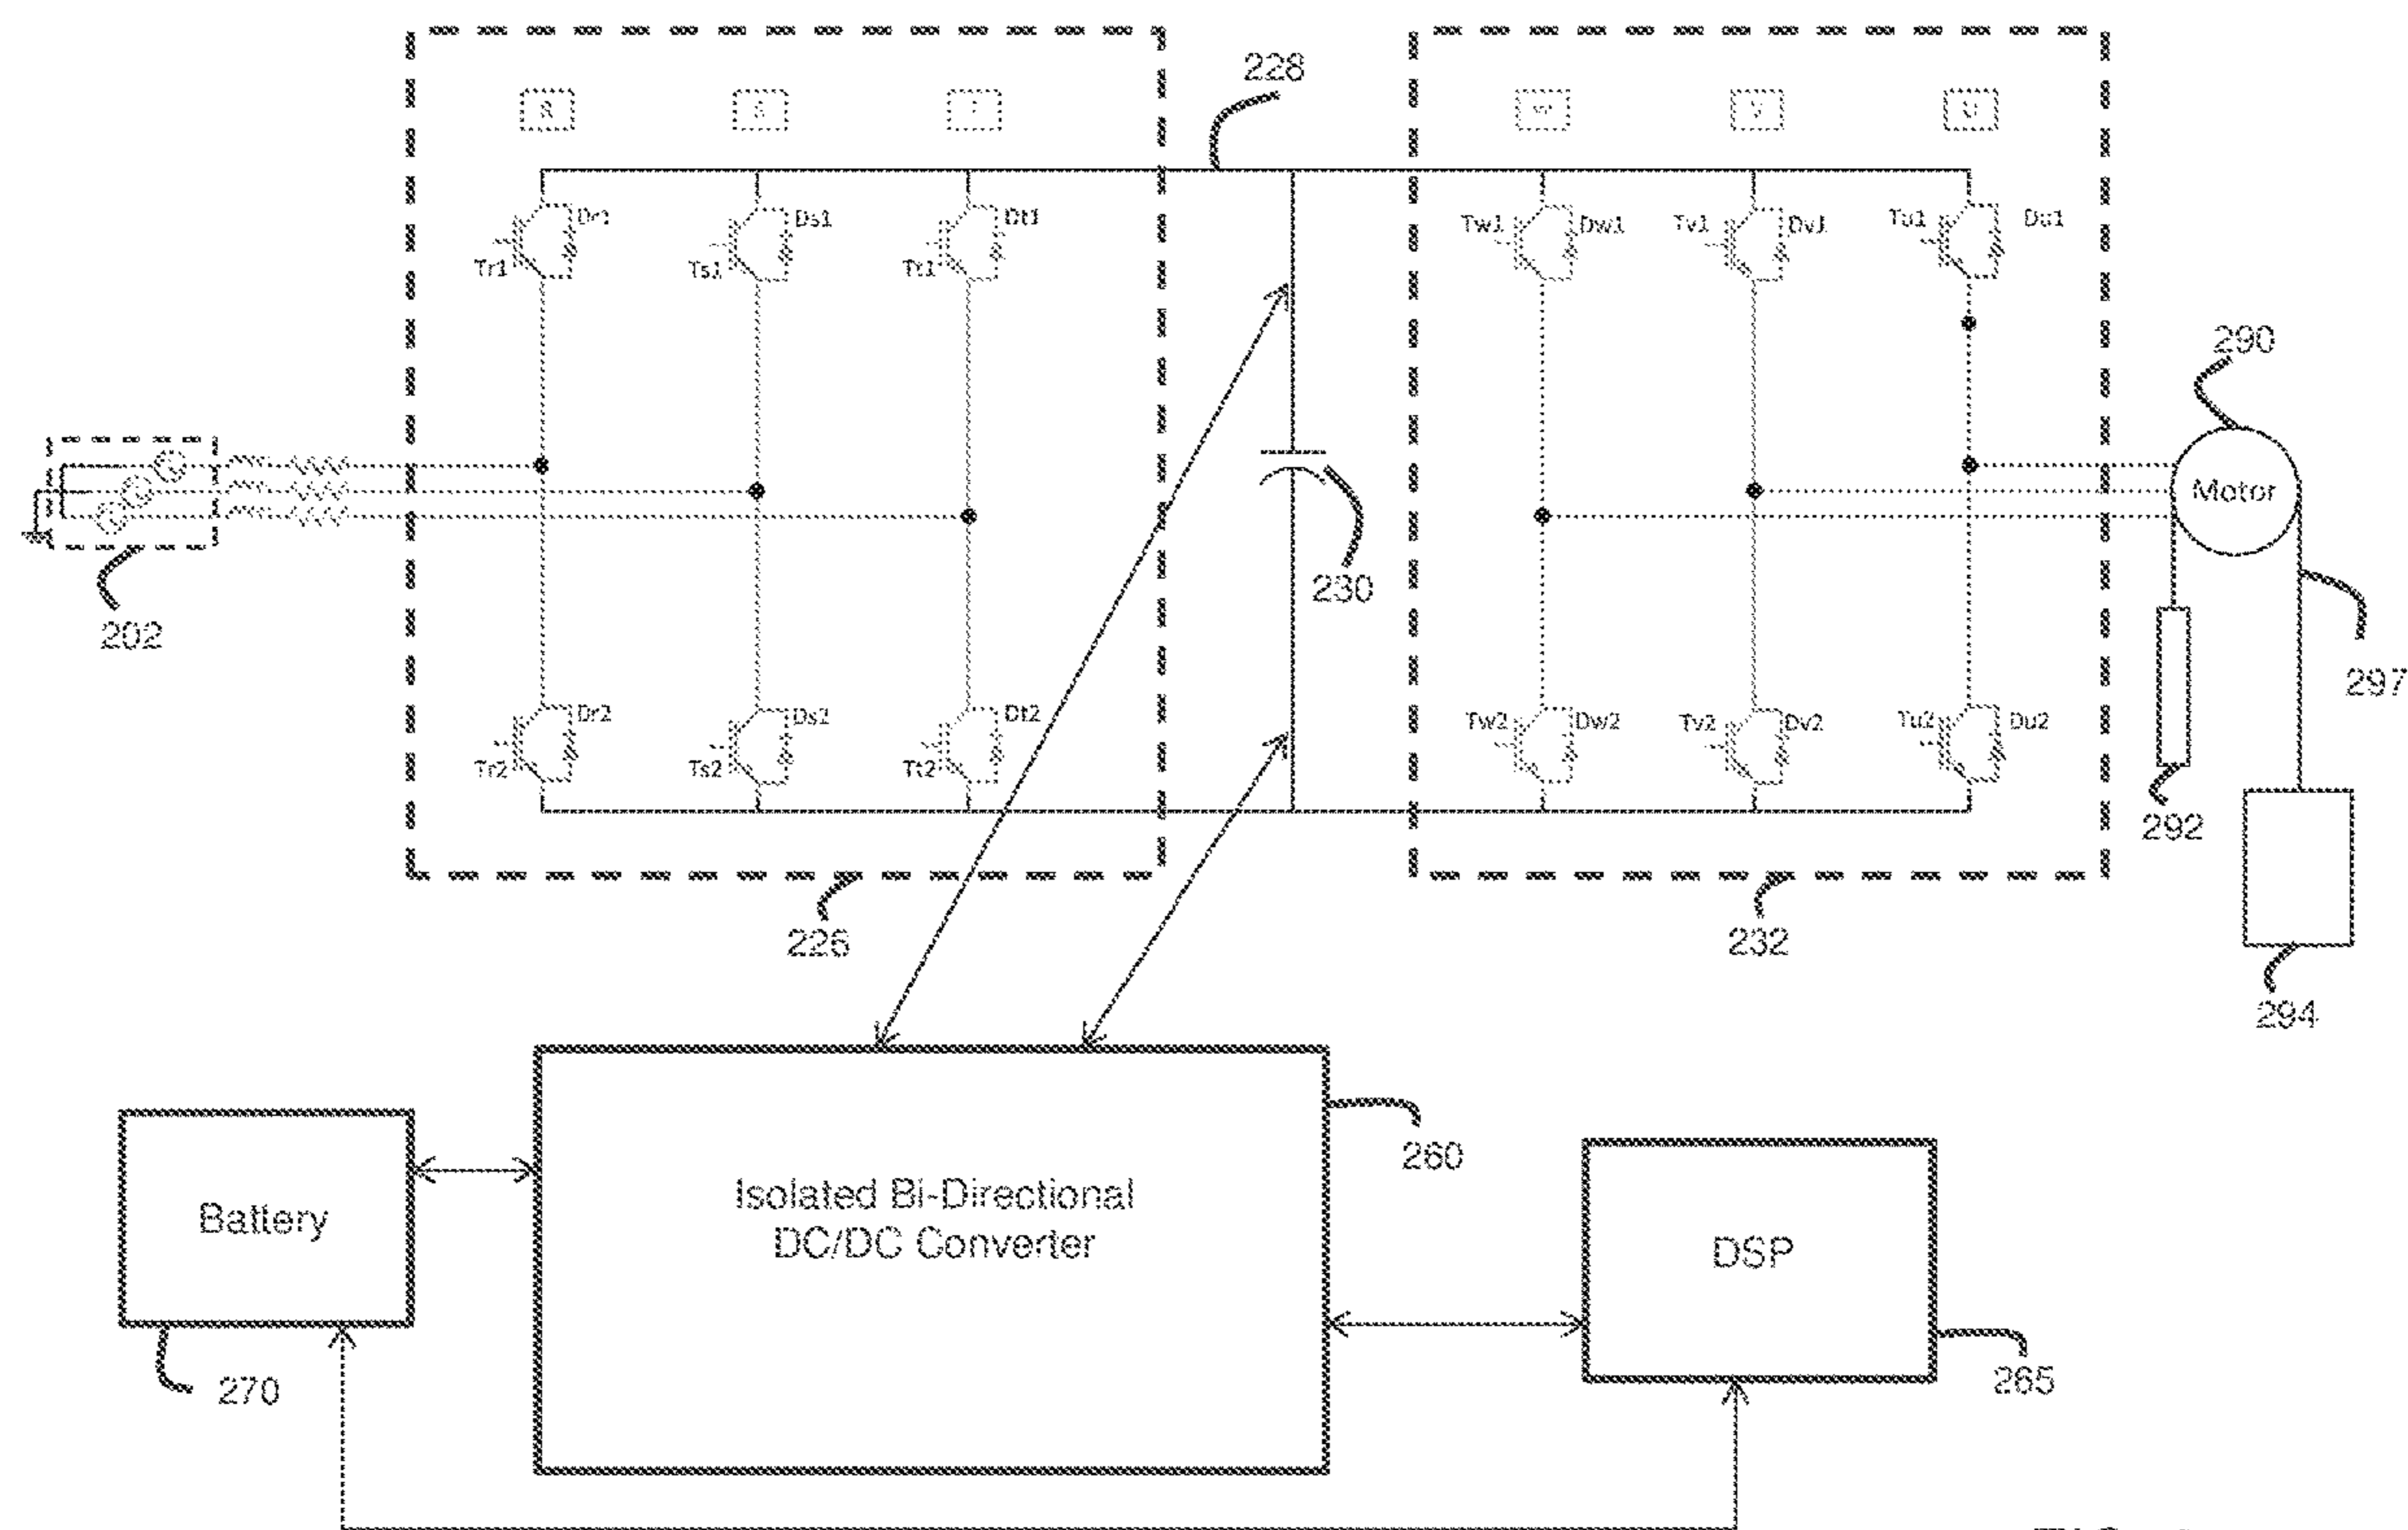 228
R S T W V U
Dr1 Ds1 Dt1 Tw1 Dw1 Tv1 Dv1 Tu1 Du1
Tr1 Ts1 Tt1
290
Motor
230
202
297
Dr2 Ds2 Dt2 Tw2 Dw2 Tv2 Dv2 Tu2 Du2
Tr2 Ts2 Tt2
292
226
232
294
260
Isolated Bi-Directional
DC/DC Converter
Battery
DSP
270
265